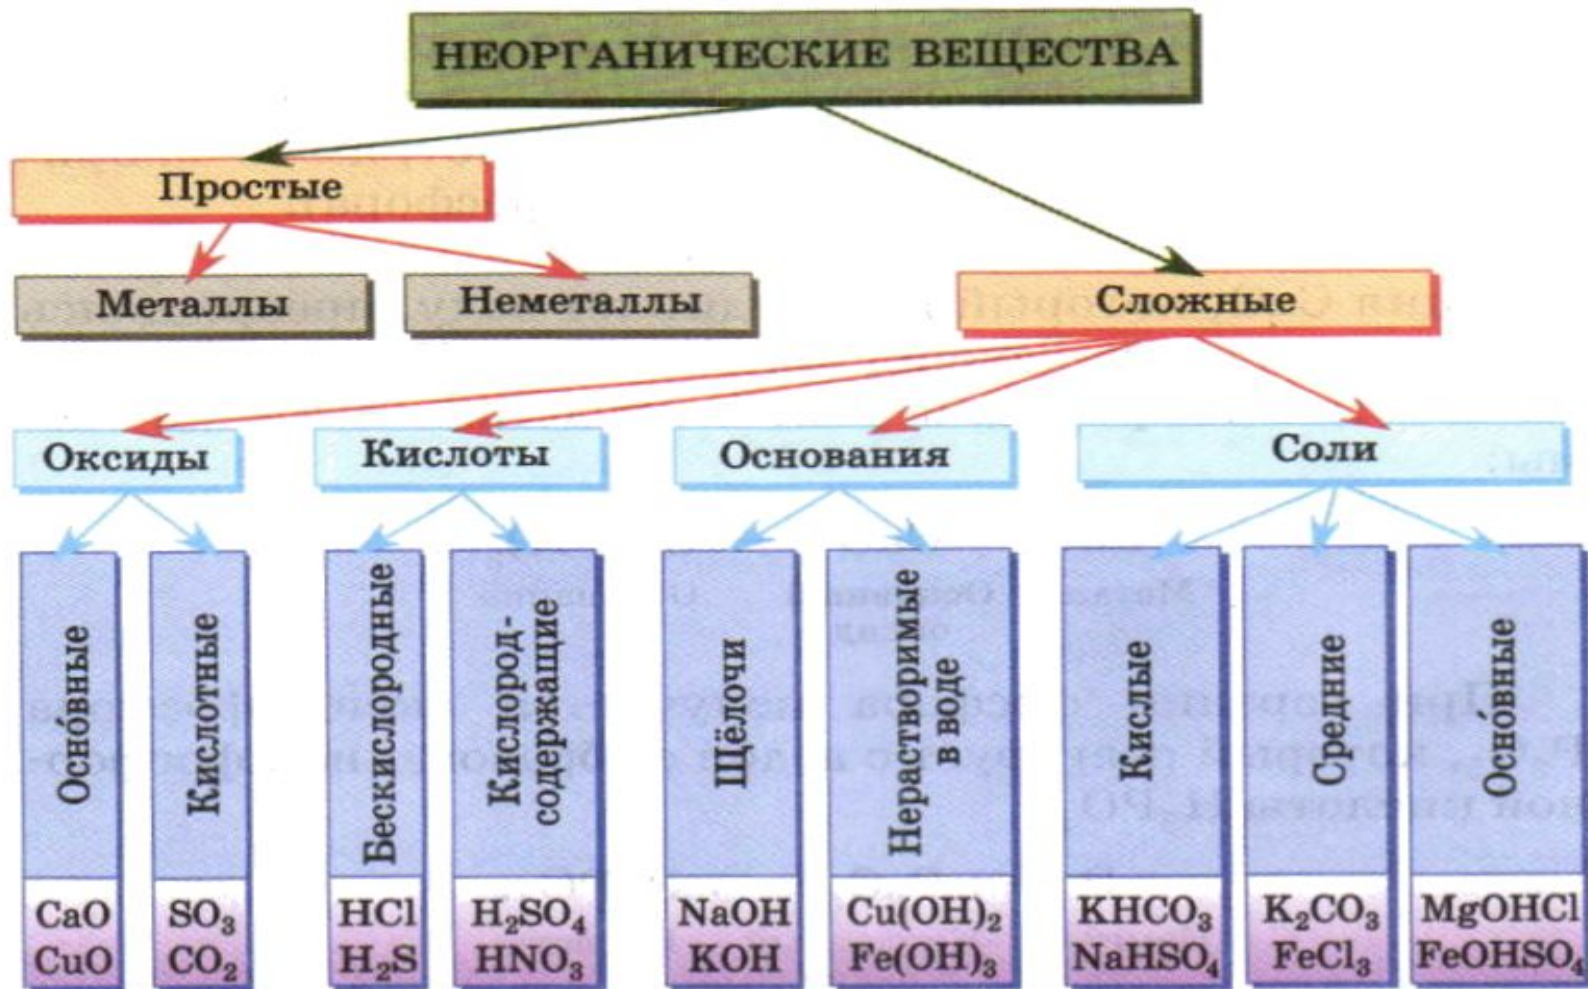 НЕОРГАНИЧЕСКИЕ ВЕЩЕСТВА
Простые
Металлы
Неметаллы
Сложные
Оксиды
Кислоты
Основания
Соли
Осно́вные
Кислотные
Бескислородные
Кислород-
содержащие
Щёлочи
Нерастворимые
в воде
Кислые
Средние
Осно́вные
CaO
CuO
SO₃
CO₂
HCl
H₂S
H₂SO₄
HNO₃
NaOH
KOH
Cu(OH)₂
Fe(OH)₃
KHCO₃
NaHSO₄
K₂CO₃
FeCl₃
MgOHCl
FeOHSO₄